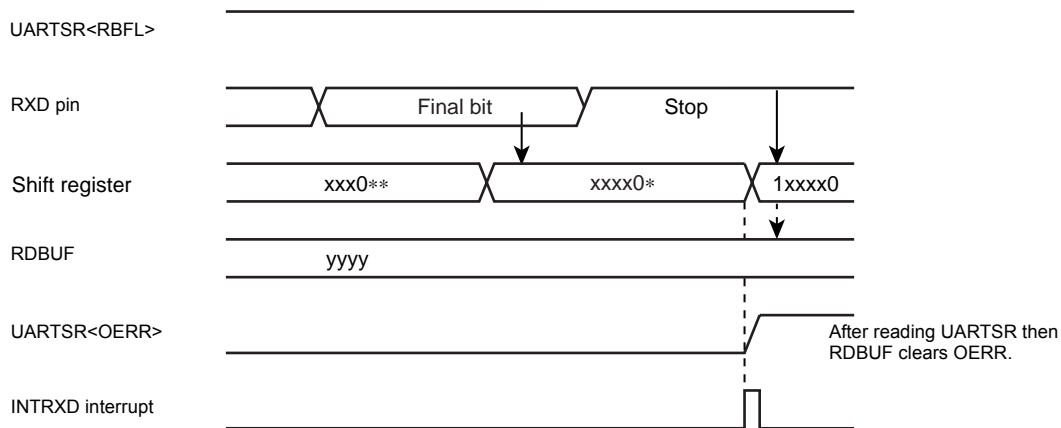 UARTSR<RBFL>
RXD pin
Final bit
Stop
Shift register
xxx0**
xxxx0*
1xxxx0
RDBUF
yyyy
UARTSR<OERR>
After reading UARTSR then
RDBUF clears OERR.
INTRXD interrupt